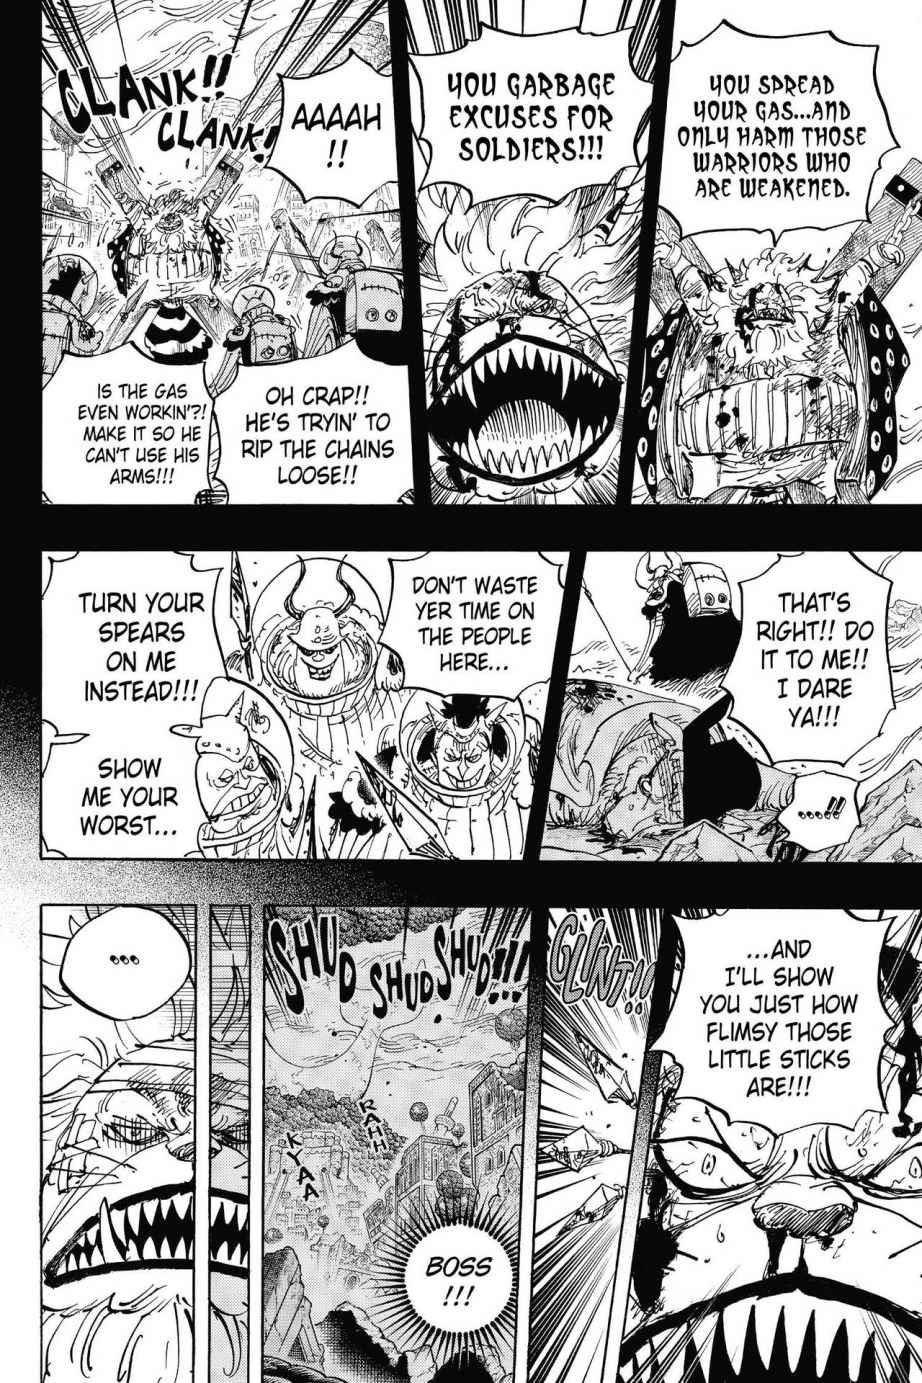 YOU SPREAD
YOUR GAS...AND
ONLY HARM THOSE
WARRIORS WHO
ARE WEAKENED.
YOU GARBAGE
EXCUSES FOR
SOLDIERS!!!
AAAAH
!!
CLANK!!
CLANK!
OH CRAP!!
HE'S TRYIN' TO
RIP THE CHAINS
LOOSE!!
IS THE GAS
EVEN WORKIN'?!
MAKE IT SO HE
CAN'T USE HIS
ARMS!!!
THAT'S
RIGHT!! DO
IT TO ME!!
I DARE
YA!!!
.....!!
DON'T WASTE
YER TIME ON
THE PEOPLE
HERE...
TURN YOUR
SPEARS
ON ME
INSTEAD!!!
SHOW
ME YOUR
WORST...
...AND
I'LL SHOW
YOU JUST HOW
FLIMSY THOSE
LITTLE STICKS
ARE!!!
GLINT!!
SHUD
SHUD
SHUD!!!
RAHH
KYAA
BOSS
!!!
...